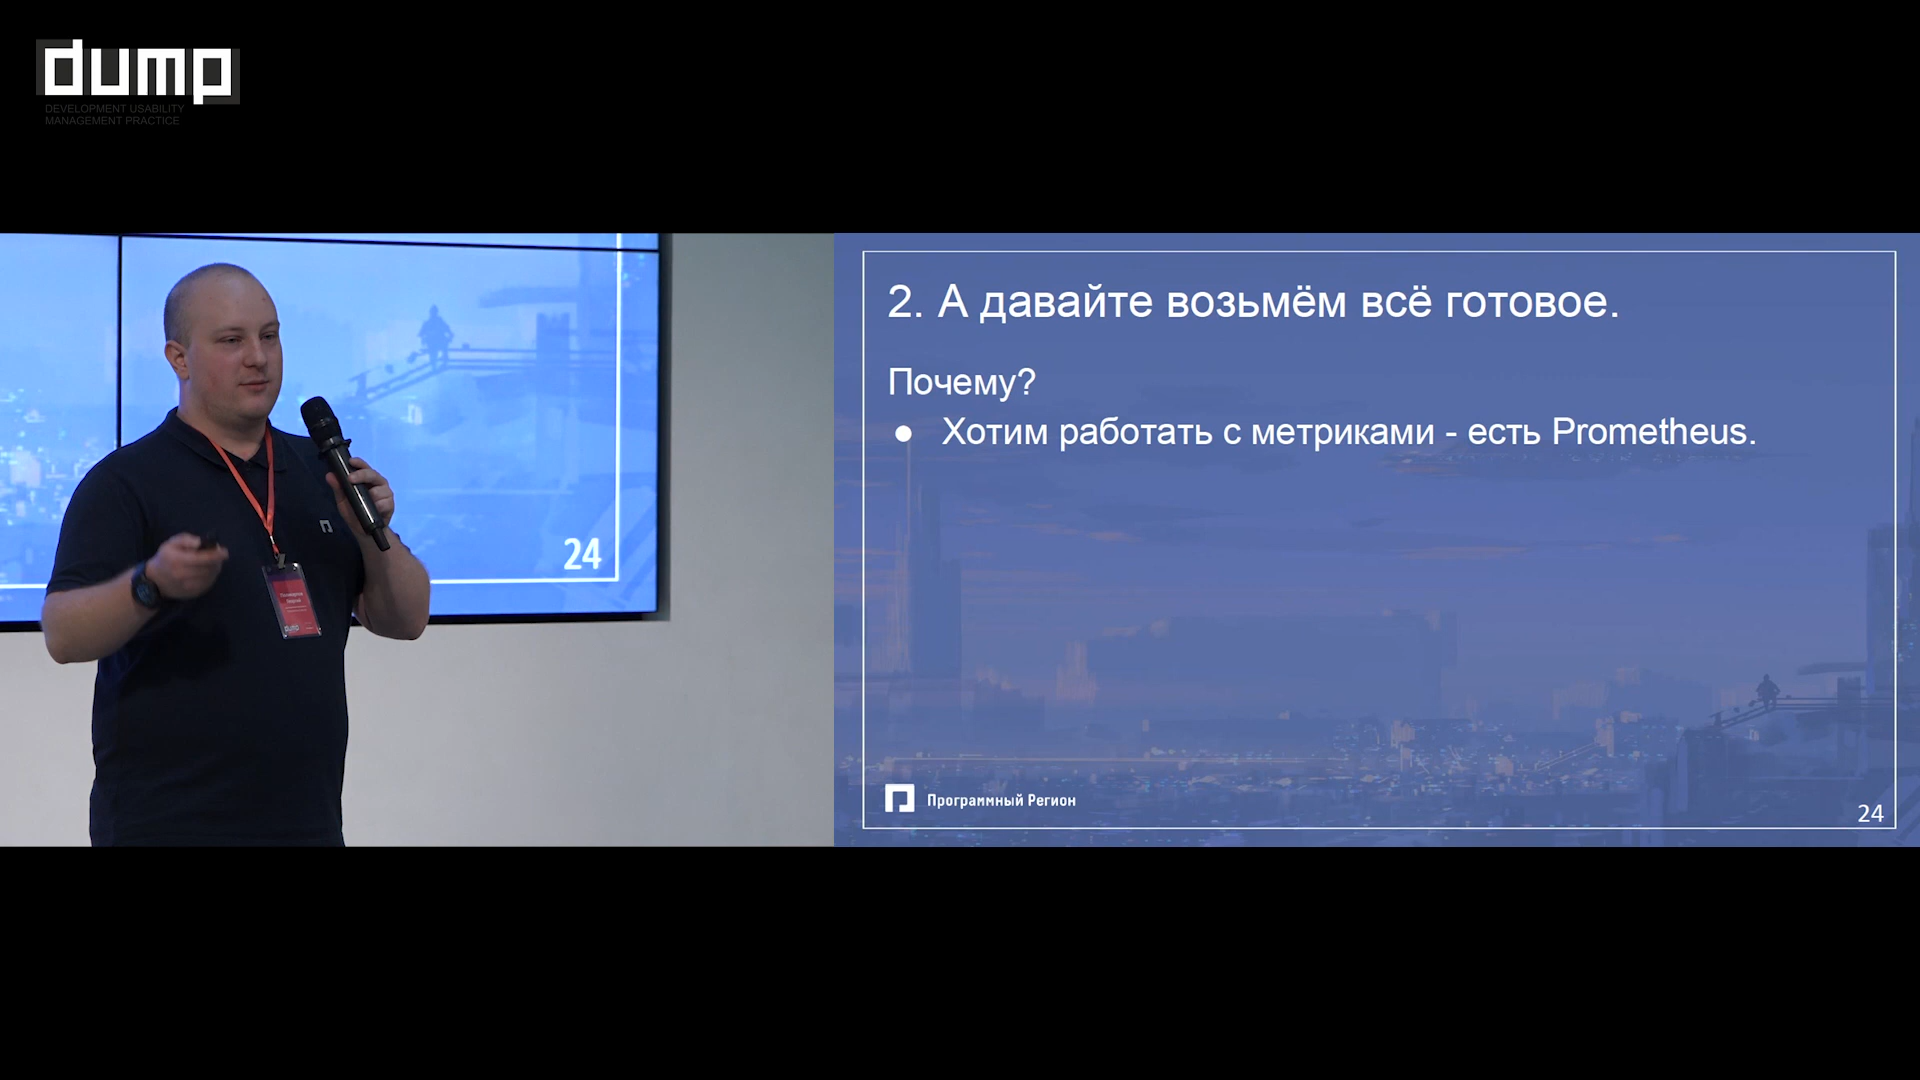 dump
DEVELOPMENT USABILITY
MANAGEMENT PRACTICE
24
dump
2. А давайте возьмём всё готовое.
Почему?
● Хотим работать с метриками - есть Prometheus.
Программный Регион
24